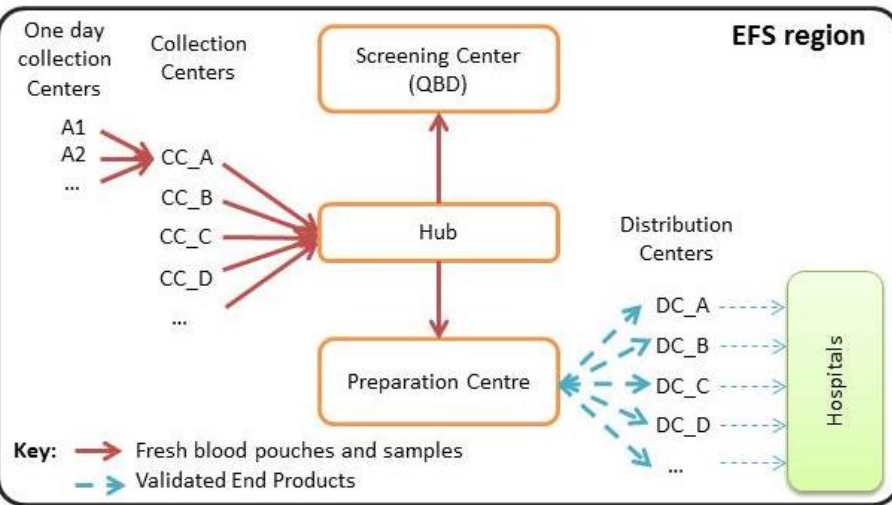 One day
collection
Centers
Collection
Centers
Screening Center
(QBD)
EFS region
A1
A2
...
CC_A
CC_B
CC_C
CC_D
...
Hub
Preparation Centre
Distribution
Centers
DC_A
DC_B
DC_C
DC_D
...
Hospitals
Key:
Fresh blood pouches and samples
Validated End Products